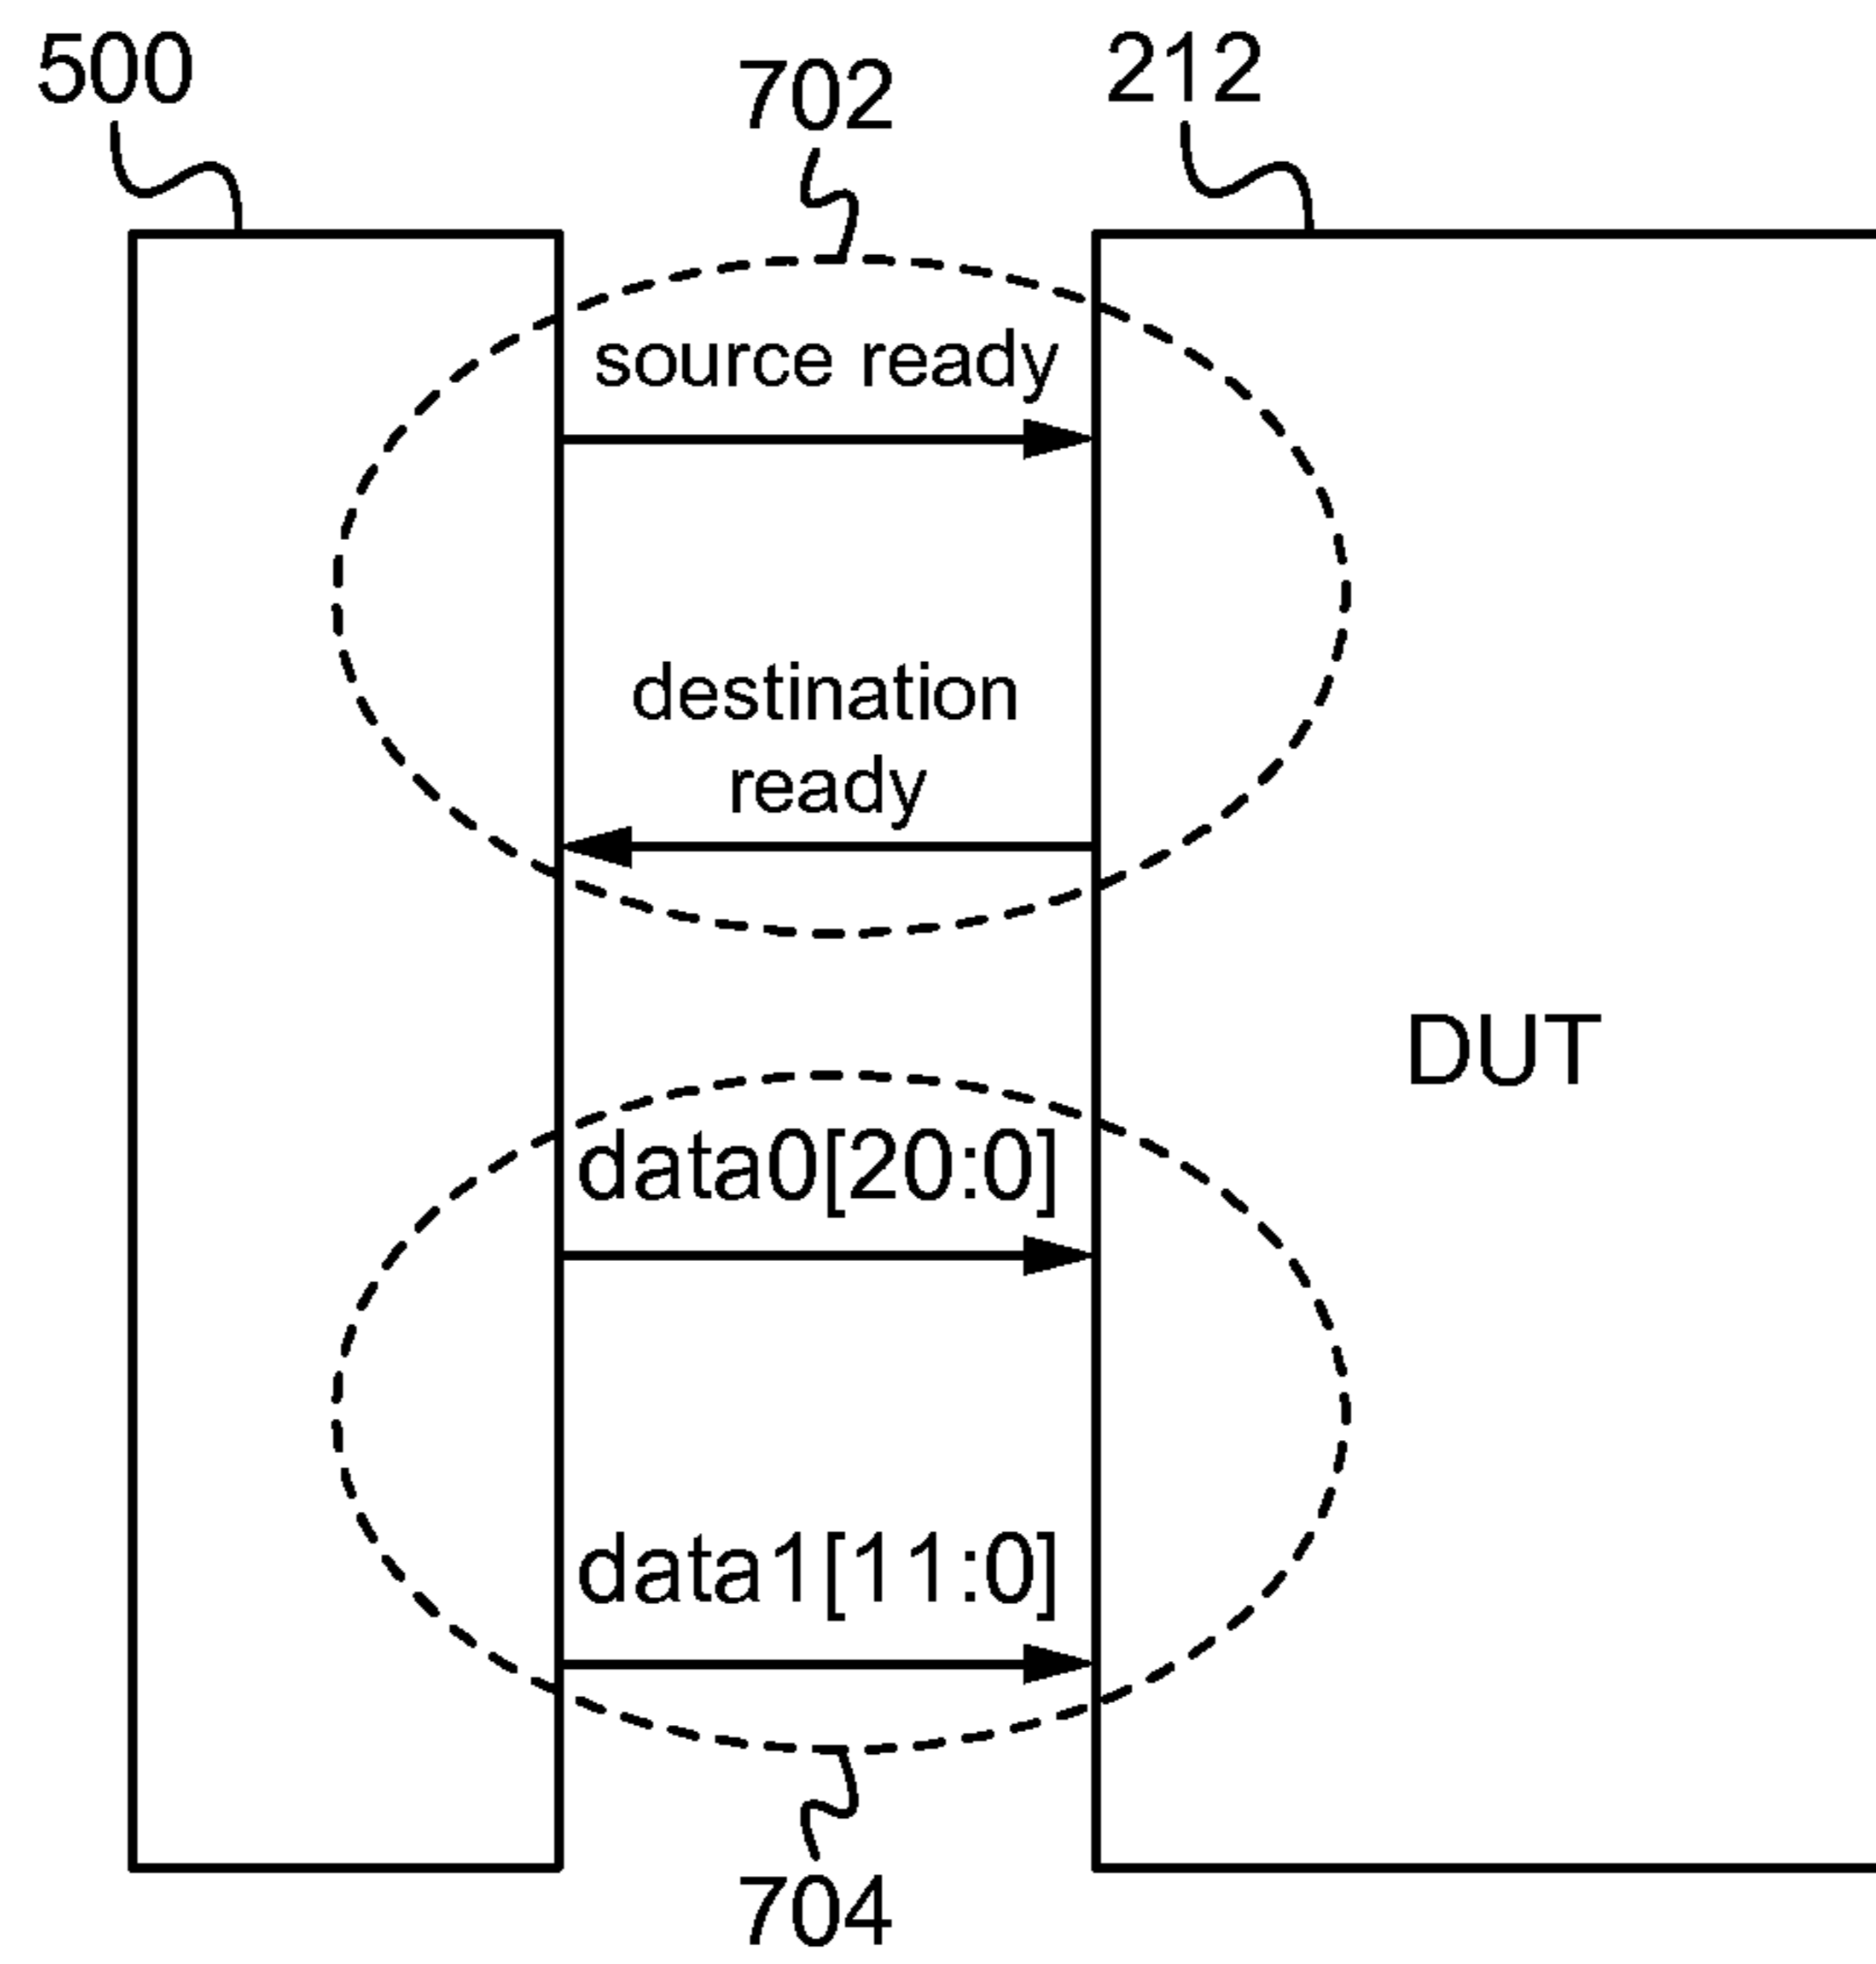 500
702
212
source ready
destination
ready
DUT
data0[20:0]
data1[11:0]
704